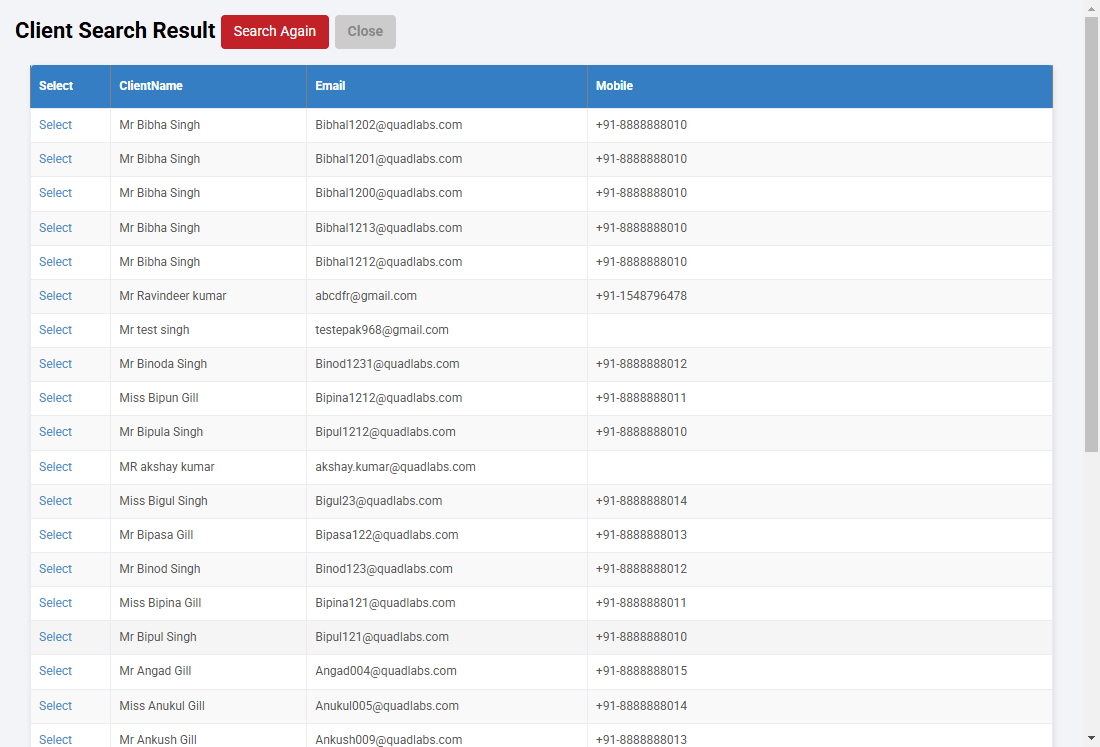 Client Search Result Search Again Close
Select ClientName Email Mobile
Select Mr Bibha Singh Bibhal1202@quadlabs.com +91-8888888010
Select Mr Bibha Singh Bibhal1201@quadlabs.com +91-8888888010
Select Mr Bibha Singh Bibhal1200@quadlabs.com +91-8888888010
Select Mr Bibha Singh Bibhal1213@quadlabs.com +91-8888888010
Select Mr Bibha Singh Bibhal1212@quadlabs.com +91-8888888010
Select Mr Ravindeer kumar abcdfr@gmail.com +91-1548796478
Select Mr test singh testepak968@gmail.com
Select Mr Binoda Singh Binod1231@quadlabs.com +91-8888888012
Select Miss Bipun Gill Bipina1212@quadlabs.com +91-8888888011
Select Mr Bipula Singh Bipul1212@quadlabs.com +91-8888888010
Select MR akshay kumar akshay.kumar@quadlabs.com
Select Miss Bigul Singh Bigul23@quadlabs.com +91-8888888014
Select Mr Bipasa Gill Bipasa122@quadlabs.com +91-8888888013
Select Mr Binod Singh Binod123@quadlabs.com +91-8888888012
Select Miss Bipina Gill Bipina121@quadlabs.com +91-8888888011
Select Mr Bipul Singh Bipul121@quadlabs.com +91-8888888010
Select Mr Angad Gill Angad004@quadlabs.com +91-8888888015
Select Miss Anukul Gill Anukul005@quadlabs.com +91-8888888014
Select Mr Ankush Gill Ankush009@quadlabs.com +91-8888888013